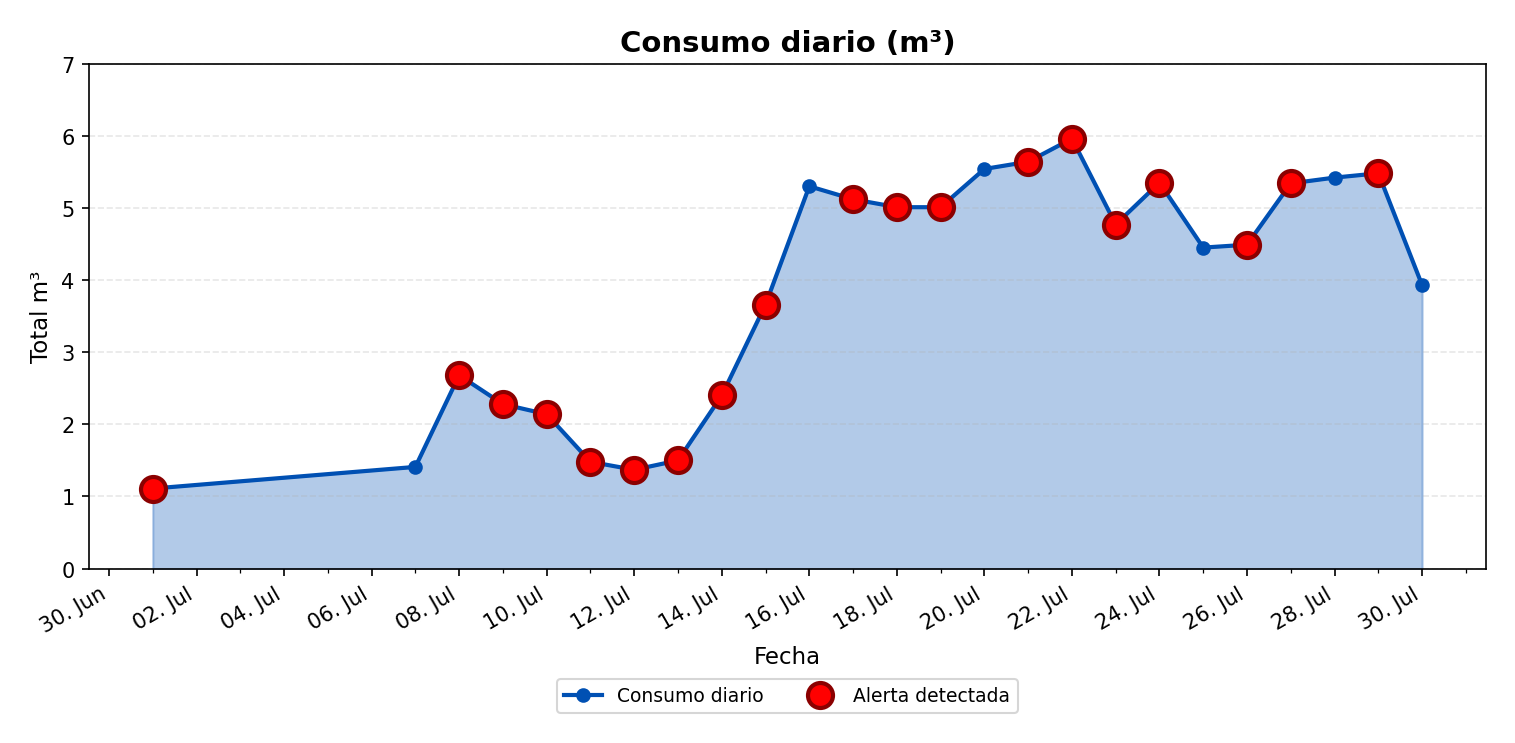 Consumo diario (m³)
Total m³
7
6
5
4
3
2
1
0
30. Jun
02. Jul
04. Jul
06. Jul
08. Jul
10. Jul
12. Jul
14. Jul
16. Jul
18. Jul
20. Jul
22. Jul
24. Jul
26. Jul
28. Jul
30. Jul
Fecha
Consumo diario
Alerta detectada